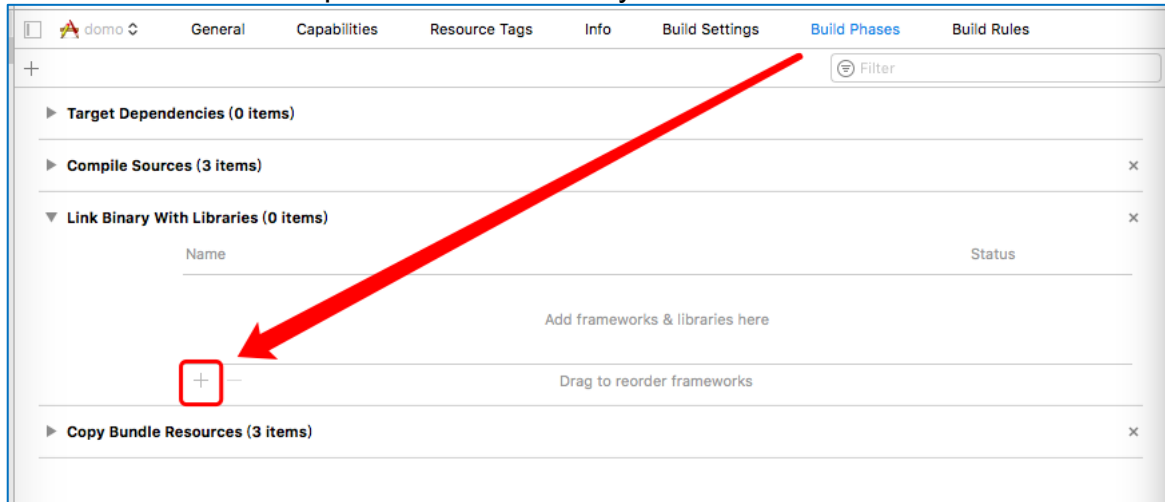 domo General Capabilities Resource Tags Info Build Settings Build Phases Build Rules
+ Filter
Target Dependencies (0 items)
Compile Sources (3 items) ×
Link Binary With Libraries (0 items) ×
Name Status
Add frameworks & libraries here
+ − Drag to reorder frameworks
Copy Bundle Resources (3 items) ×